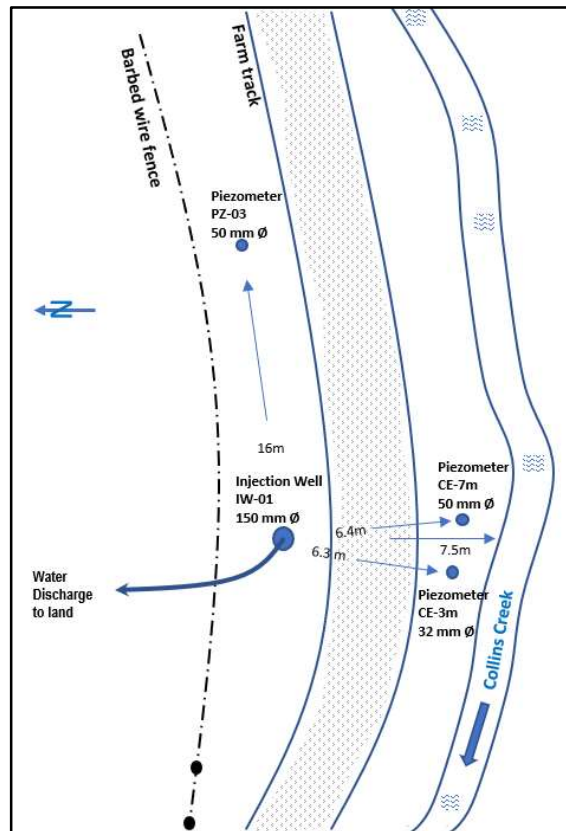 Barbed wire fence
Farm track
Piezometer
PZ-03
50 mm Ø
N
16m
Injection Well
IW-01
150 mm Ø
6.4m
6.3 m
Piezometer
CE-7m
50 mm Ø
7.5m
Piezometer
CE-3m
32 mm Ø
Water
Discharge
to land
Collins Creek